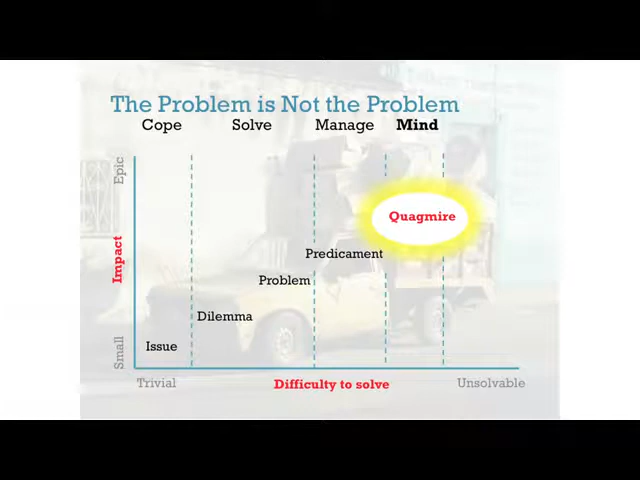 The Problem is Not the Problem
Cope Solve Manage Mind
Epic
Quagmire
Impact
Predicament
Problem
Dilemma
Small
Issue
Trivial Difficulty to solve Unsolvable